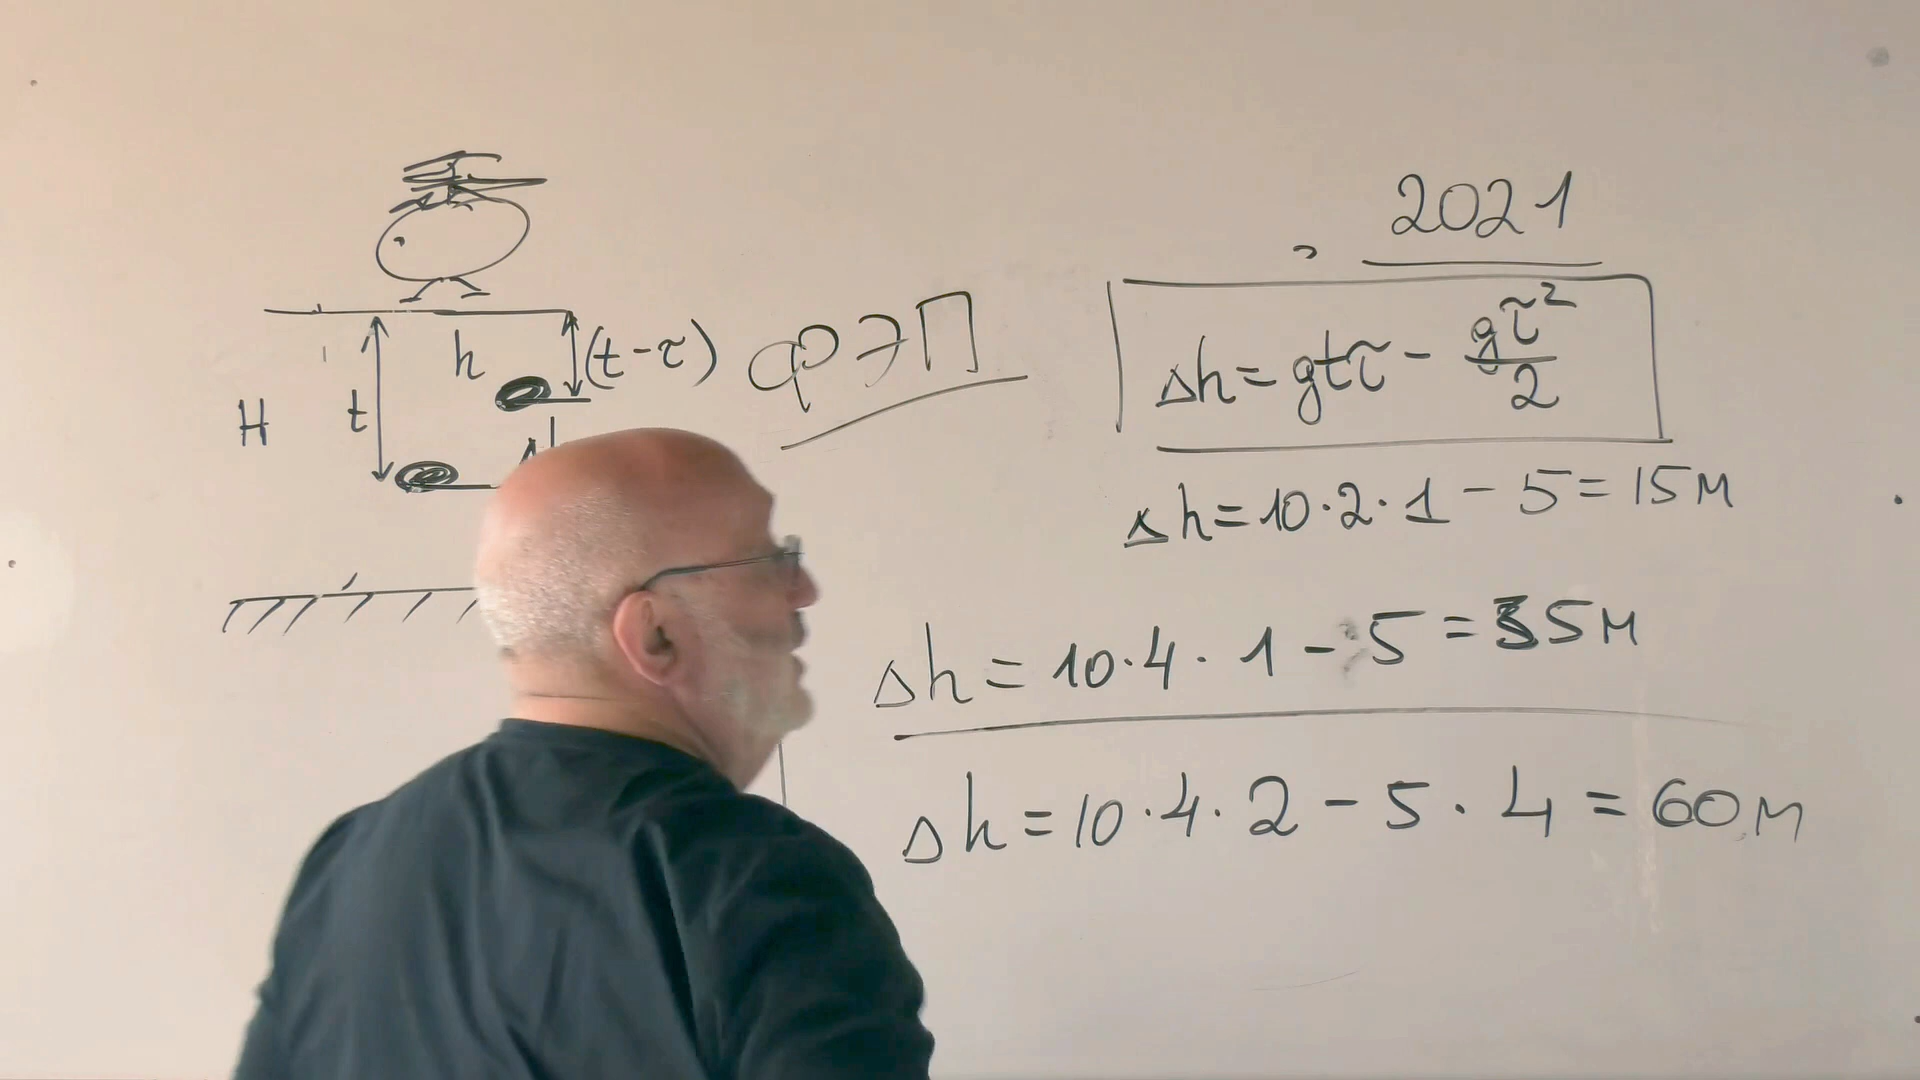 h
(t-τ)
H
t
ФЭП
2021
Δh = gtτ - gτ²/2
Δh = 10·2·1 - 5 = 15 м
Δh = 10·4·1 - 5 = 35 м
Δh = 10·4·2 - 5·4 = 60 м